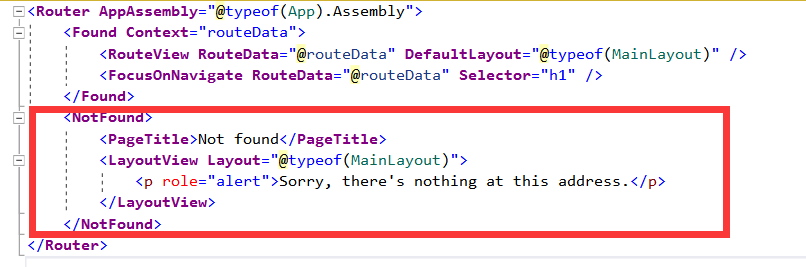 <Router AppAssembly="@typeof(App).Assembly">
<Found Context="routeData">
<RouteView RouteData="@routeData" DefaultLayout="@typeof(MainLayout)" />
<FocusOnNavigate RouteData="@routeData" Selector="h1" />
</Found>
<NotFound>
<PageTitle>Not found</PageTitle>
<LayoutView Layout="@typeof(MainLayout)">
<p role="alert">Sorry, there's nothing at this address.</p>
</LayoutView>
</NotFound>
</Router>